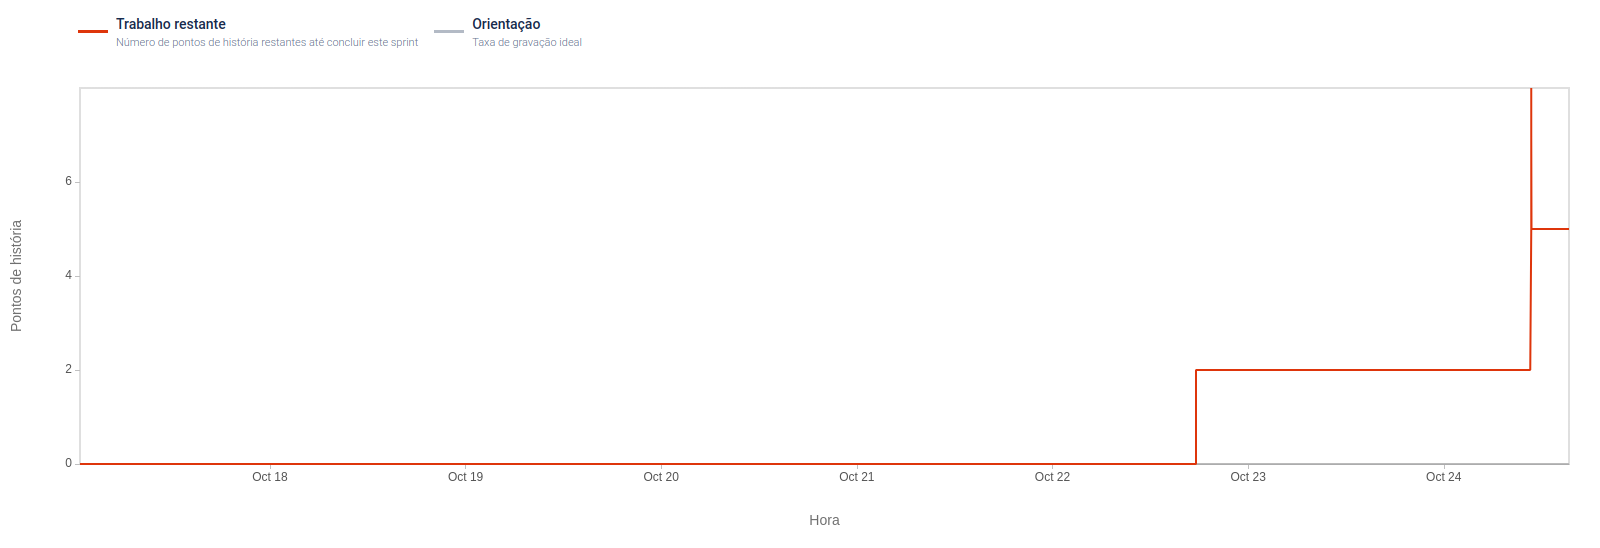 Trabalho restante
Número de pontos de história restantes até concluir este sprint
Orientação
Taxa de gravação ideal
Pontos de história
6
4
2
0
Oct 18 Oct 19 Oct 20 Oct 21 Oct 22 Oct 23 Oct 24
Hora